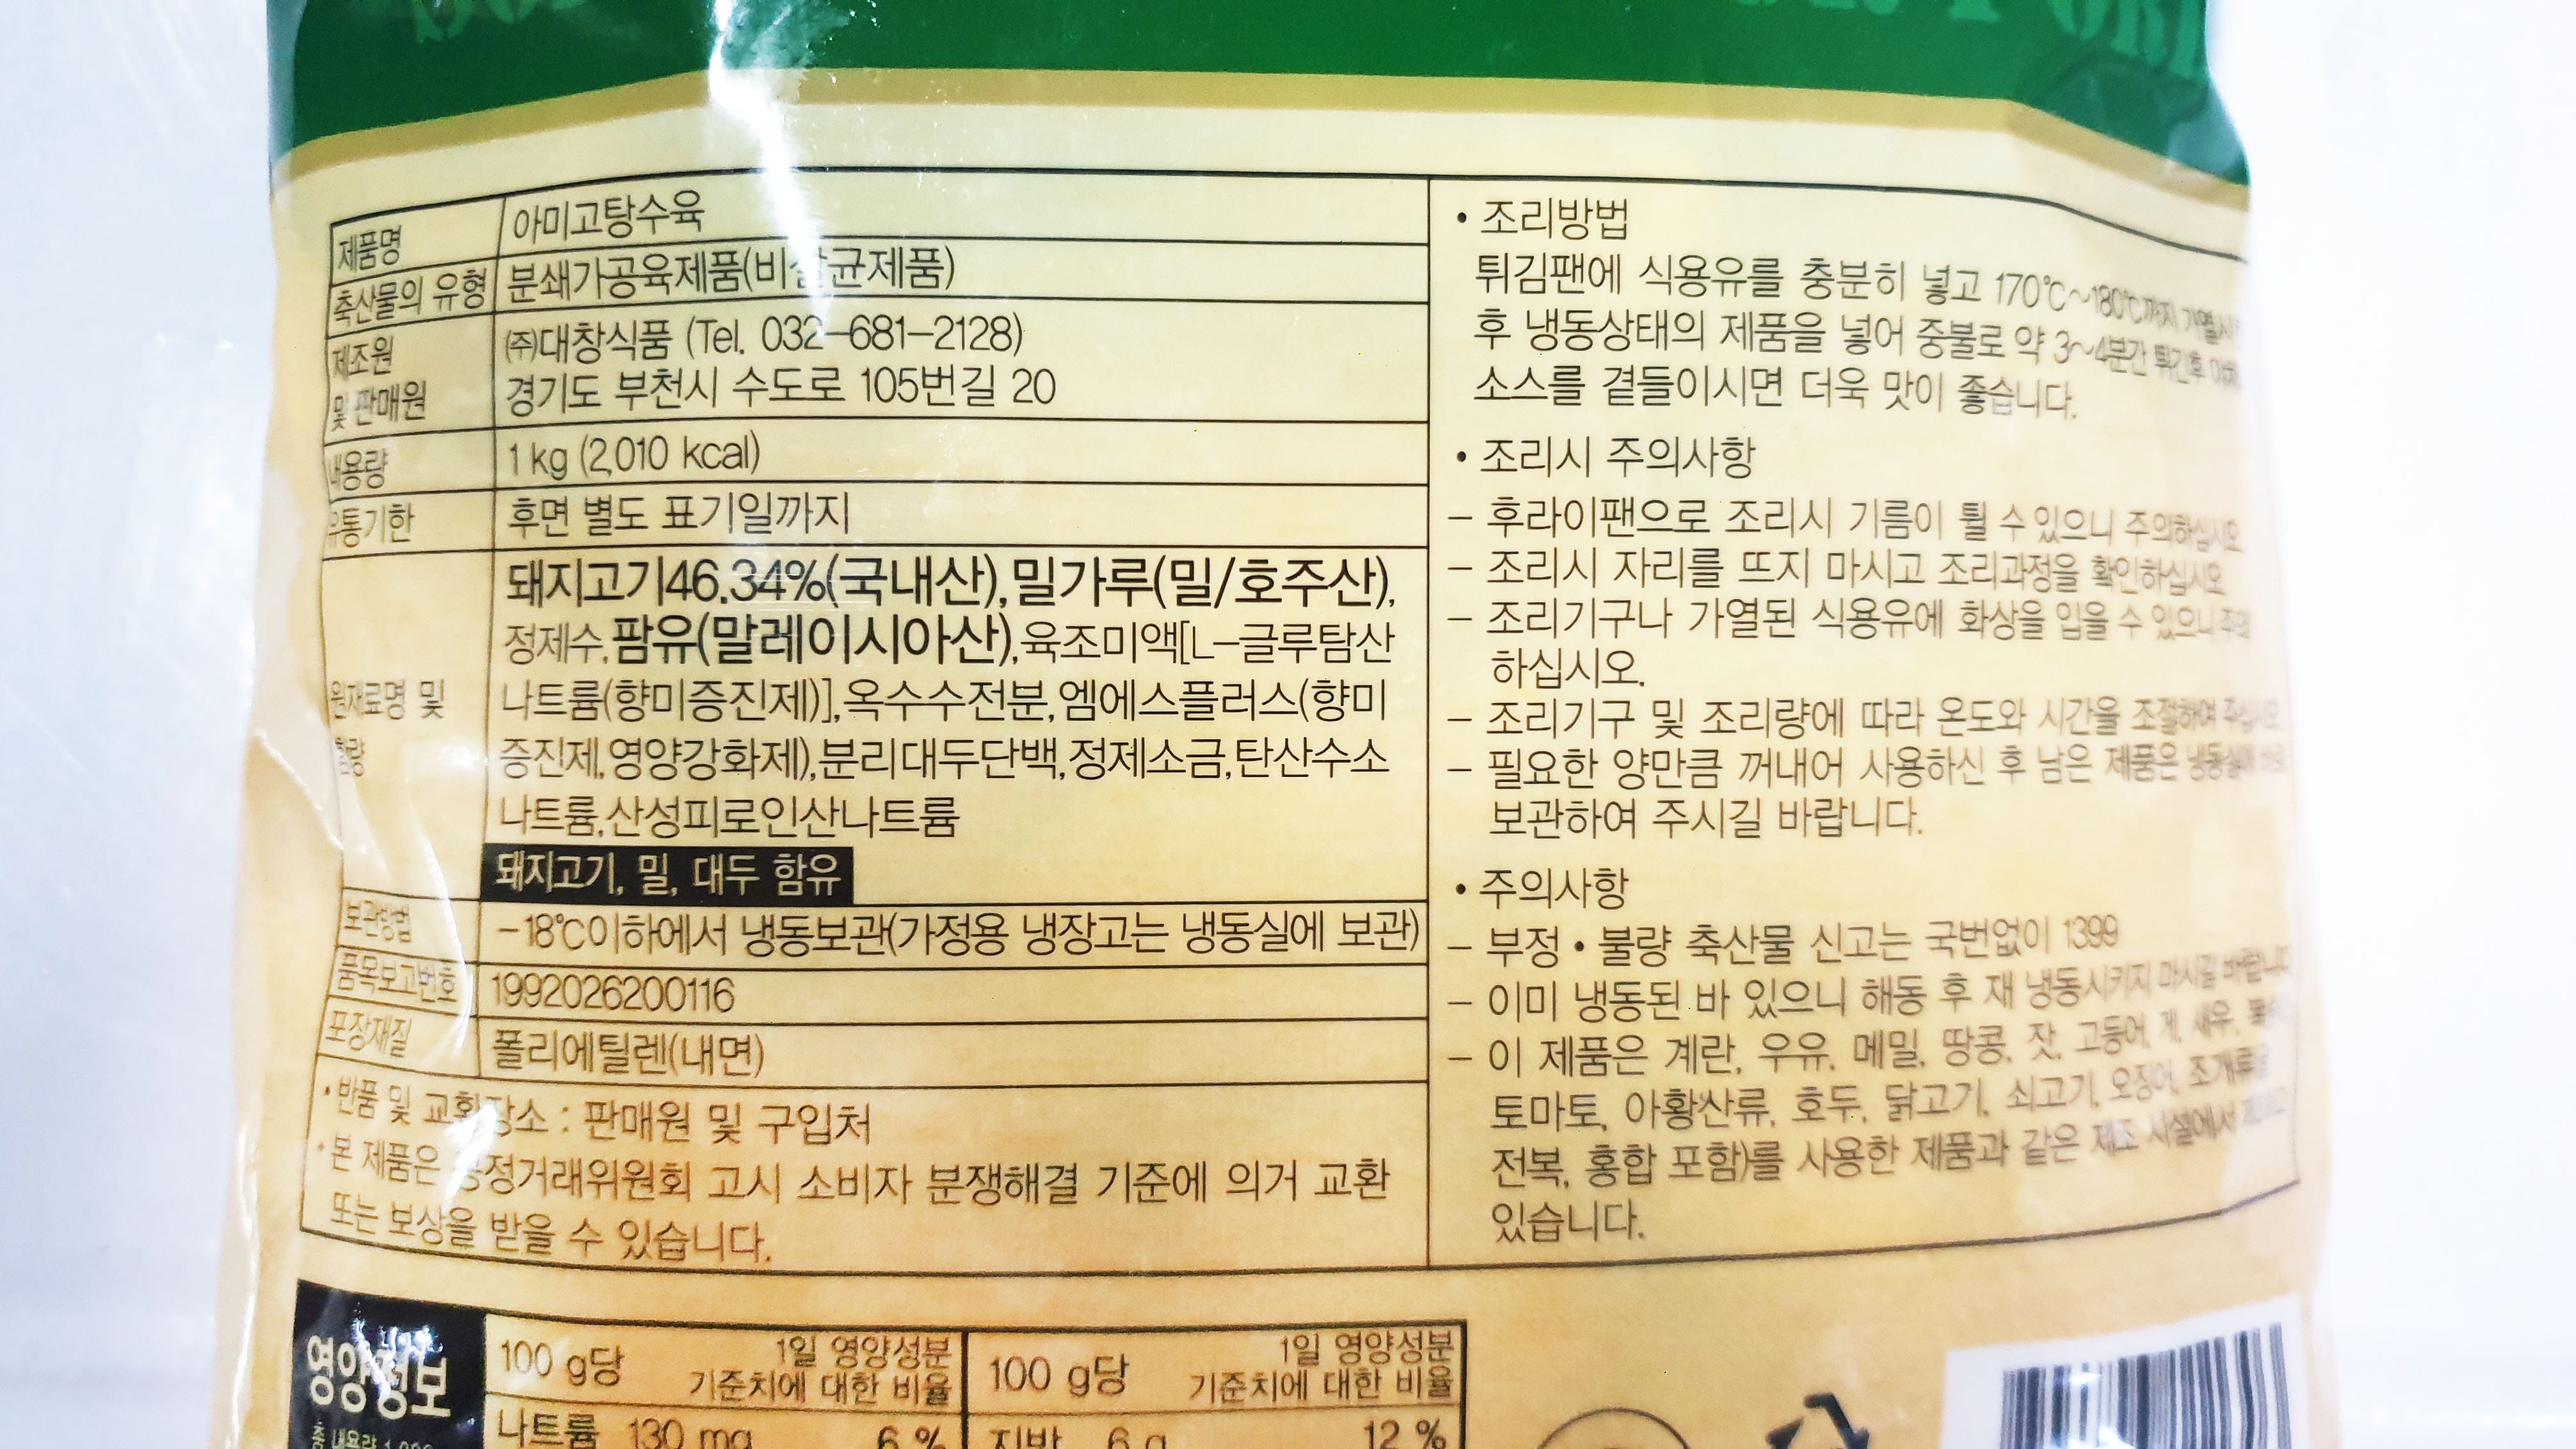 제품명 아미고탕수육
축산물의 유형 분쇄가공육제품(비살균제품)
제조원 ㈜대창식품 (Tel. 032-681-2128)
및 판매원 경기도 부천시 수도로 105번길 20
내용량 1 kg (2,010 kcal)
유통기한 후면 별도 표기일까지
돼지고기46.34%(국내산),밀가루(밀/호주산),
정제수,팜유(말레이시아산),육조미액[L-글루탐산
원재료명 및 나트륨(향미증진제)],옥수수전분,엠에스플러스(향미
함량 증진제,영양강화제),분리대두단백,정제소금,탄산수소
나트륨,산성피로인산나트륨
돼지고기, 밀, 대두 함유
보관방법 -18℃이하에서 냉동보관(가정용 냉장고는 냉동실에 보관)
품목보고번호 1992026200116
포장재질 폴리에틸렌(내면)
• 반품 및 교환장소 : 판매원 및 구입처
• 본 제품은 공정거래위원회 고시 소비자 분쟁해결 기준에 의거 교환
또는 보상을 받을 수 있습니다.
• 조리방법
튀김팬에 식용유를 충분히 넣고 170℃~180℃까지
후 냉동상태의 제품을 넣어 중불로 약 3~4분간 튀긴후
소스를 곁들이시면 더욱 맛이 좋습니다.
• 조리시 주의사항
- 후라이팬으로 조리시 기름이 튈 수 있으니 주의하십시오
- 조리시 자리를 뜨지 마시고 조리과정을 확인하십시오
- 조리기구나 가열된 식용유에 화상을 입을 수 있으니 주의
하십시오.
- 조리기구 및 조리량에 따라 온도와 시간을 조절하여 주십시오
- 필요한 양만큼 꺼내어 사용하신 후 남은 제품은 냉동실에
보관하여 주시길 바랍니다.
• 주의사항
- 부정 • 불량 축산물 신고는 국번없이 1399
- 이미 냉동된 바 있으니 해동 후 재 냉동시키지 마시길 바랍니다
- 이 제품은 계란, 우유, 메밀, 땅콩, 잣, 고등어, 게, 새우,
토마토, 아황산류, 호두, 닭고기, 쇠고기, 오징어, 조개류(굴
전복, 홍합 포함)를 사용한 제품과 같은 제조 시설에서
있습니다.
영양정보 100 g당 1일 영양성분 기준치에 대한 비율 100 g당 1일 영양성분 기준치에 대한 비율
나트륨 130 mg 6 % 지방 6 g 12 %